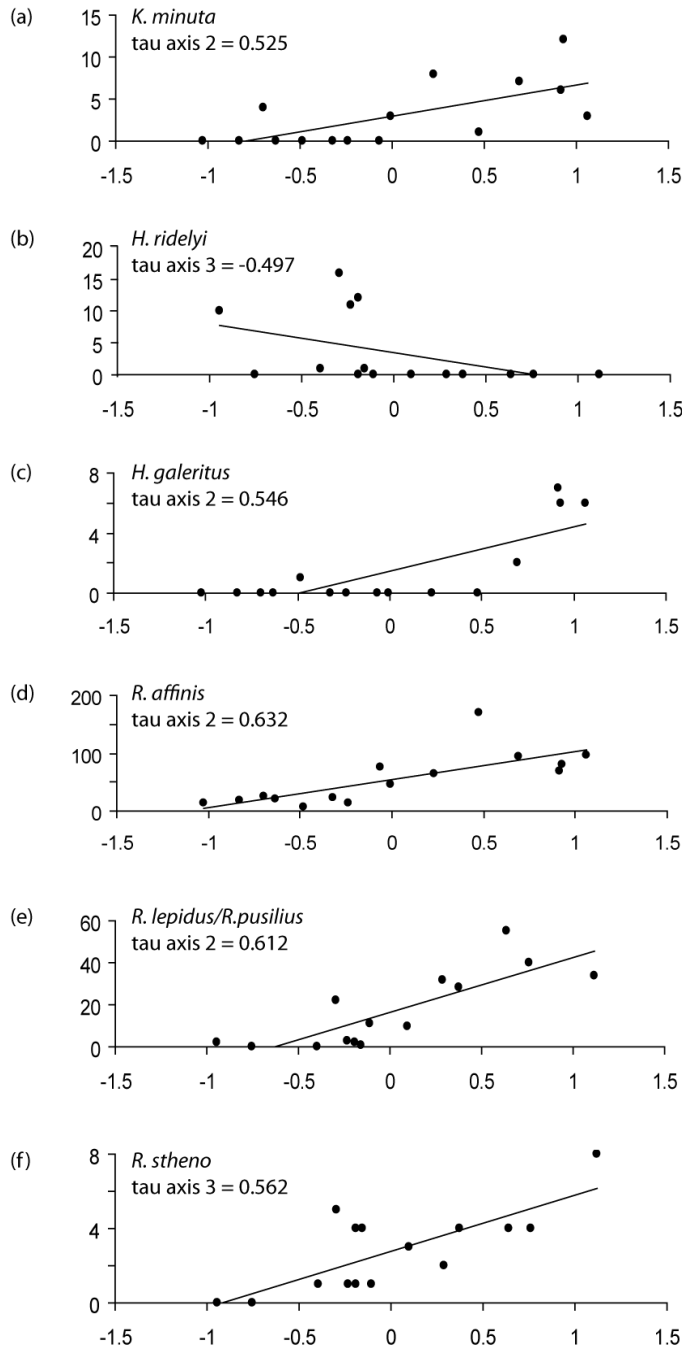 (a) K. minuta
tau axis 2 = 0.525
15
10
5
0
-1.5 -1 -0.5 0 0.5 1 1.5
(b) H. ridelyi
tau axis 3 = -0.497
20
15
10
5
0
-1.5 -1 -0.5 0 0.5 1 1.5
(c) H. galeritus
tau axis 2 = 0.546
8
4
0
-1.5 -1 -0.5 0 0.5 1 1.5
(d) R. affinis
tau axis 2 = 0.632
200
100
0
-1.5 -1 -0.5 0 0.5 1 1.5
(e) R. lepidus/R.pusilius
tau axis 2 = 0.612
60
40
20
0
-1.5 -1 -0.5 0 0.5 1 1.5
(f) R. stheno
tau axis 3 = 0.562
8
4
0
-1.5 -1 -0.5 0 0.5 1 1.5